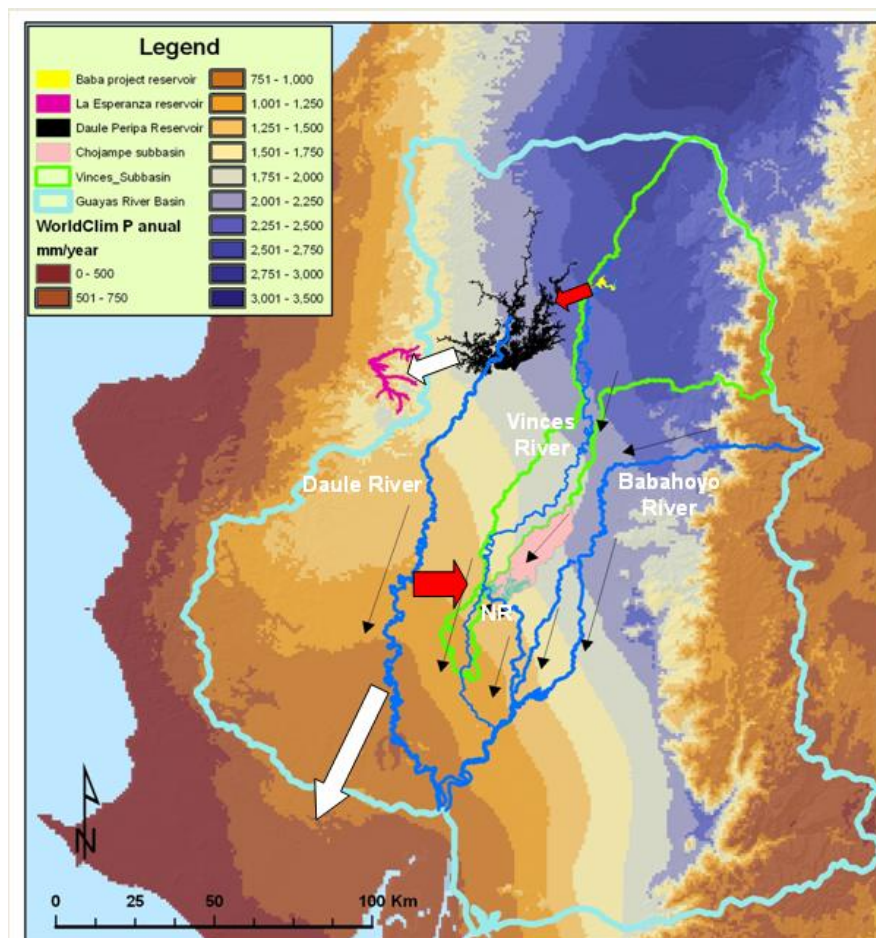 Legend
Baba project reservoir
La Esperanza reservoir
Daule Peripa Reservoir
Chojampe subbasin
Vinces_Subbasin
Guayas River Basin
WorldClim P anual
mm/year
0 - 500
501 - 750
751 - 1,000
1,001 - 1,250
1,251 - 1,500
1,501 - 1,750
1,751 - 2,000
2,001 - 2,250
2,251 - 2,500
2,501 - 2,750
2,751 - 3,000
3,001 - 3,500
Vinces
River
Daule River
Babahoyo
River
NR
N
0 25 50 100 Km